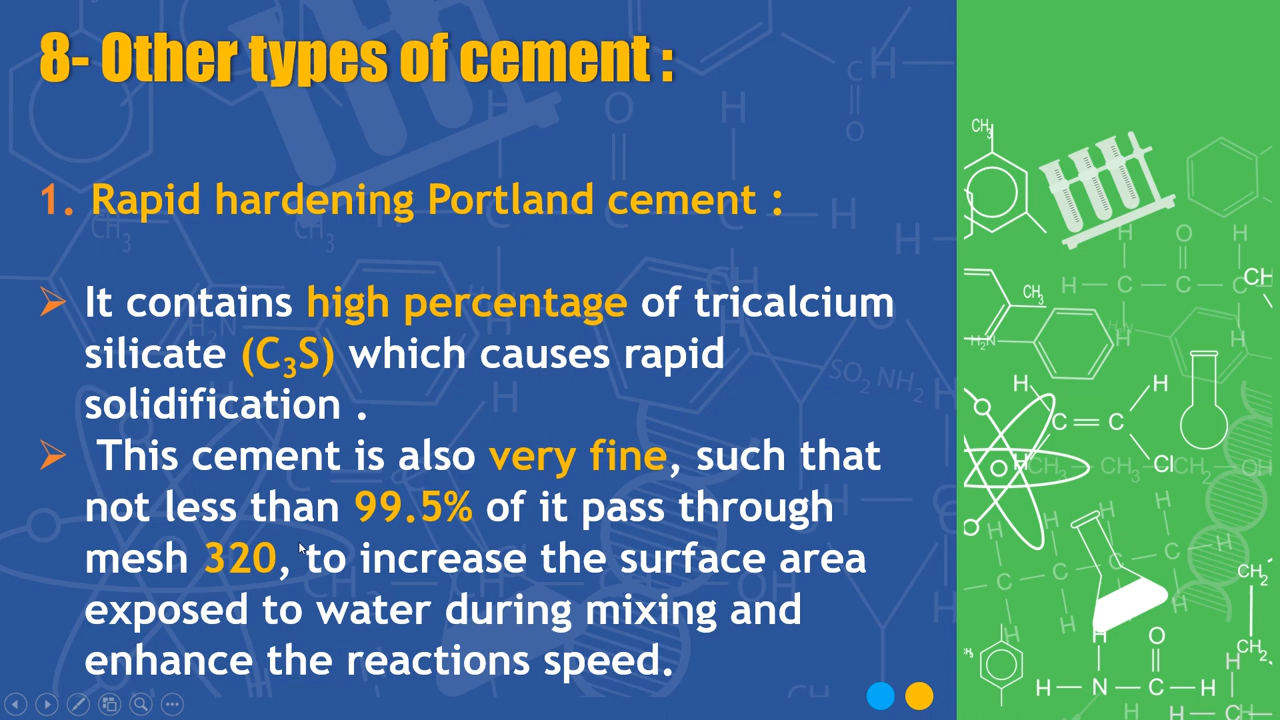 8- Other types of cement :
1. Rapid hardening Portland cement :
It contains high percentage of tricalcium
silicate (C₃S) which causes rapid
solidification .
This cement is also very fine, such that
not less than 99.5% of it pass through
mesh 320, to increase the surface area
exposed to water during mixing and
enhance the reactions speed.